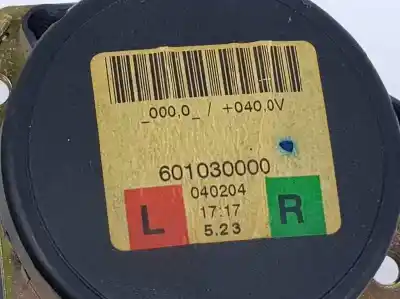 _000,0_ / +040,0V
601030000
040204
L 17:17 R
5.23